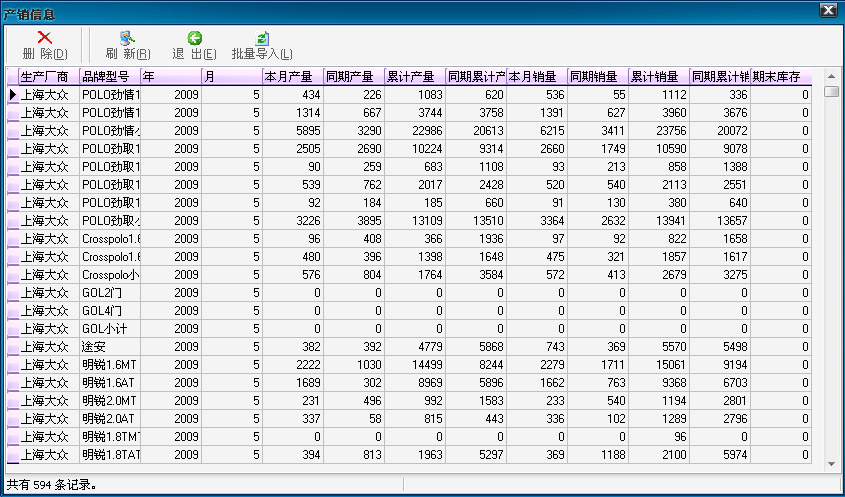 产销信息
删 除(D) 刷 新(R) 退 出(E) 批量导入(L)
生产厂商 品牌型号 年 月 本月产量 同期产量 累计产量 同期累计产 本月销量 同期销量 累计销量 同期累计销 期末库存
上海大众 POLO劲情1 2009 5 434 226 1083 620 536 55 1112 336 0
上海大众 POLO劲情1 2009 5 1314 667 3744 3758 1391 627 3960 3676 0
上海大众 POLO劲情小 2009 5 5895 3290 22986 20613 6215 3411 23756 20072 0
上海大众 POLO劲取1 2009 5 2505 2690 10224 9314 2660 1749 10590 9078 0
上海大众 POLO劲取1 2009 5 90 259 683 1108 93 213 858 1388 0
上海大众 POLO劲取1 2009 5 539 762 2017 2428 520 540 2113 2551 0
上海大众 POLO劲取1 2009 5 92 184 185 660 91 130 380 640 0
上海大众 POLO劲取小 2009 5 3226 3895 13109 13510 3364 2632 13941 13657 0
上海大众 Crosspolo1.6 2009 5 96 408 366 1936 97 92 822 1658 0
上海大众 Crosspolo1.6 2009 5 480 396 1398 1648 475 321 1857 1617 0
上海大众 Crosspolo小 2009 5 576 804 1764 3584 572 413 2679 3275 0
上海大众 GOL2门 2009 5 0 0 0 0 0 0 0 0 0
上海大众 GOL4门 2009 5 0 0 0 0 0 0 0 0 0
上海大众 GOL小计 2009 5 0 0 0 0 0 0 0 0 0
上海大众 途安 2009 5 382 392 4779 5868 743 369 5570 5498 0
上海大众 明锐1.6MT 2009 5 2222 1030 14499 8244 2279 1711 15061 9194 0
上海大众 明锐1.6AT 2009 5 1689 302 8969 5896 1662 763 9368 6703 0
上海大众 明锐2.0MT 2009 5 231 496 992 1583 233 540 1194 2801 0
上海大众 明锐2.0AT 2009 5 337 58 815 443 336 102 1289 2796 0
上海大众 明锐1.8TMT 2009 5 0 0 0 0 0 0 96 0 0
上海大众 明锐1.8TAT 2009 5 394 813 1963 5297 369 1188 2100 5974 0
共有 594 条记录。